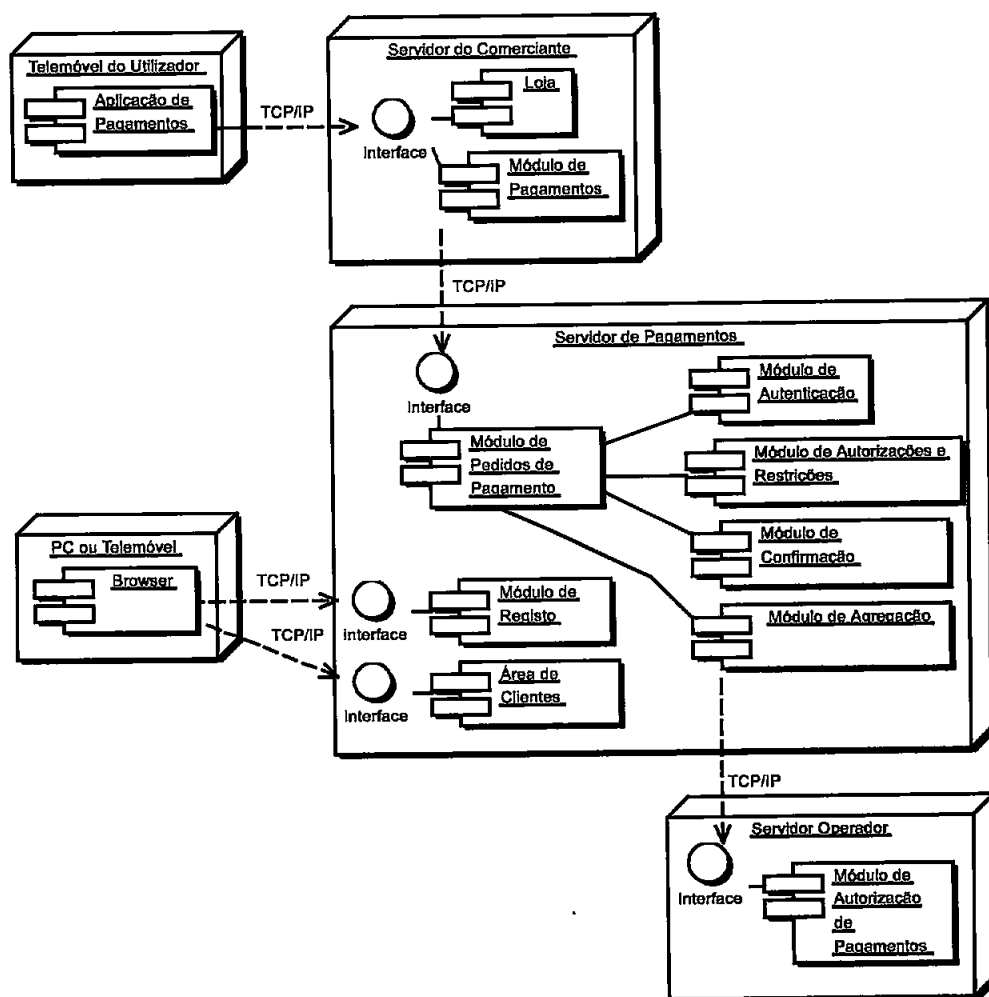 Telemóvel do Utilizador
Aplicação de
Pagamentos
TCP/IP
Servidor do Comerciante
Loja
Interface
Módulo de
Pagamentos
TCP/IP
Servidor de Pagamentos
Interface
Módulo de
Pedidos de
Pagamento
Módulo de
Autenticação
Módulo de Autorizações e
Restrições
Módulo de
Confirmação
Módulo de Agregação
PC ou Telemóvel
Browser
TCP/IP
TCP/IP
Interface
Módulo de
Registo
Interface
Área de
Clientes
TCP/IP
Servidor Operador
Interface
Módulo de
Autorização
de
Pagamentos